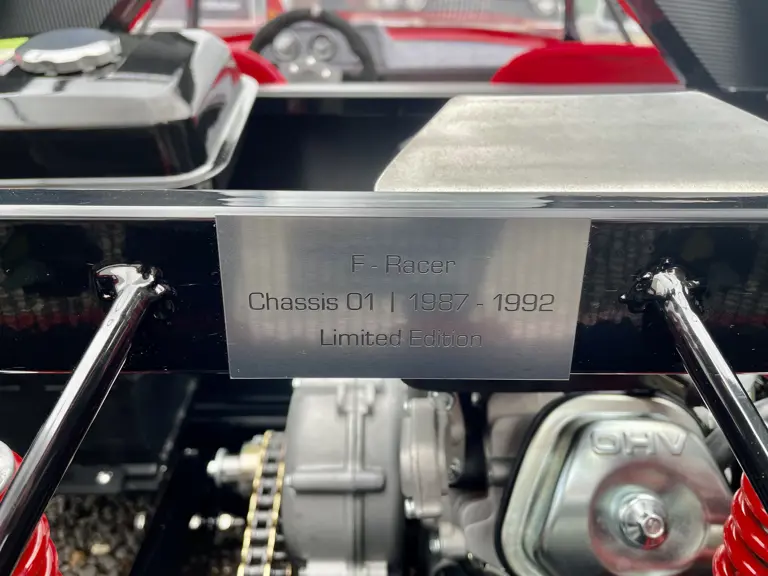 F - Racer
Chassis 01 | 1987 - 1992
Limited Edition
OHV